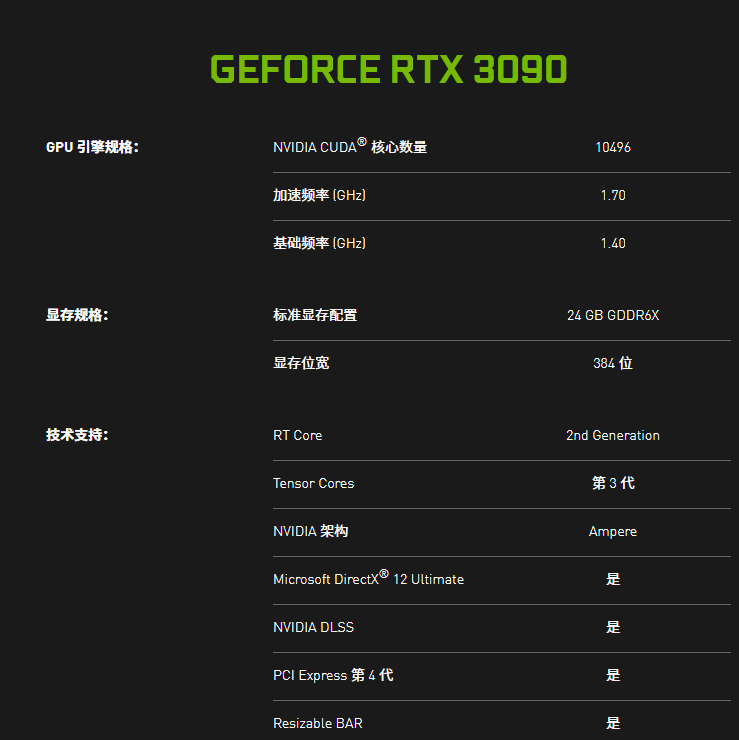 GEFORCE RTX 3090
GPU 引擎规格: NVIDIA CUDA® 核心数量 10496
加速频率 (GHz) 1.70
基础频率 (GHz) 1.40
显存规格: 标准显存配置 24 GB GDDR6X
显存位宽 384 位
技术支持: RT Core 2nd Generation
Tensor Cores 第 3 代
NVIDIA 架构 Ampere
Microsoft DirectX® 12 Ultimate 是
NVIDIA DLSS 是
PCI Express 第 4 代 是
Resizable BAR 是